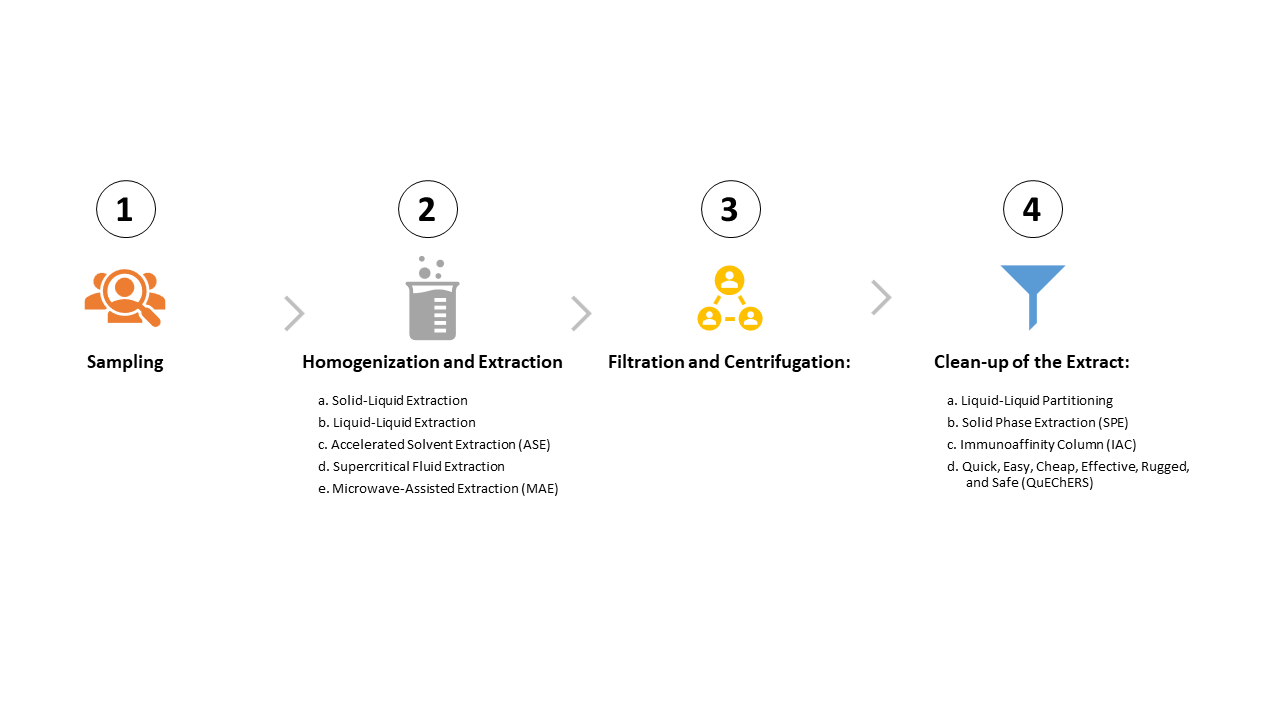 1
2
3
4
Sampling
Homogenization and Extraction
Filtration and Centrifugation:
Clean-up of the Extract:
a. Solid-Liquid Extraction
b. Liquid-Liquid Extraction
c. Accelerated Solvent Extraction (ASE)
d. Supercritical Fluid Extraction
e. Microwave-Assisted Extraction (MAE)
a. Liquid-Liquid Partitioning
b. Solid Phase Extraction (SPE)
c. Immunoaffinity Column (IAC)
d. Quick, Easy, Cheap, Effective, Rugged,
and Safe (QuEChERS)